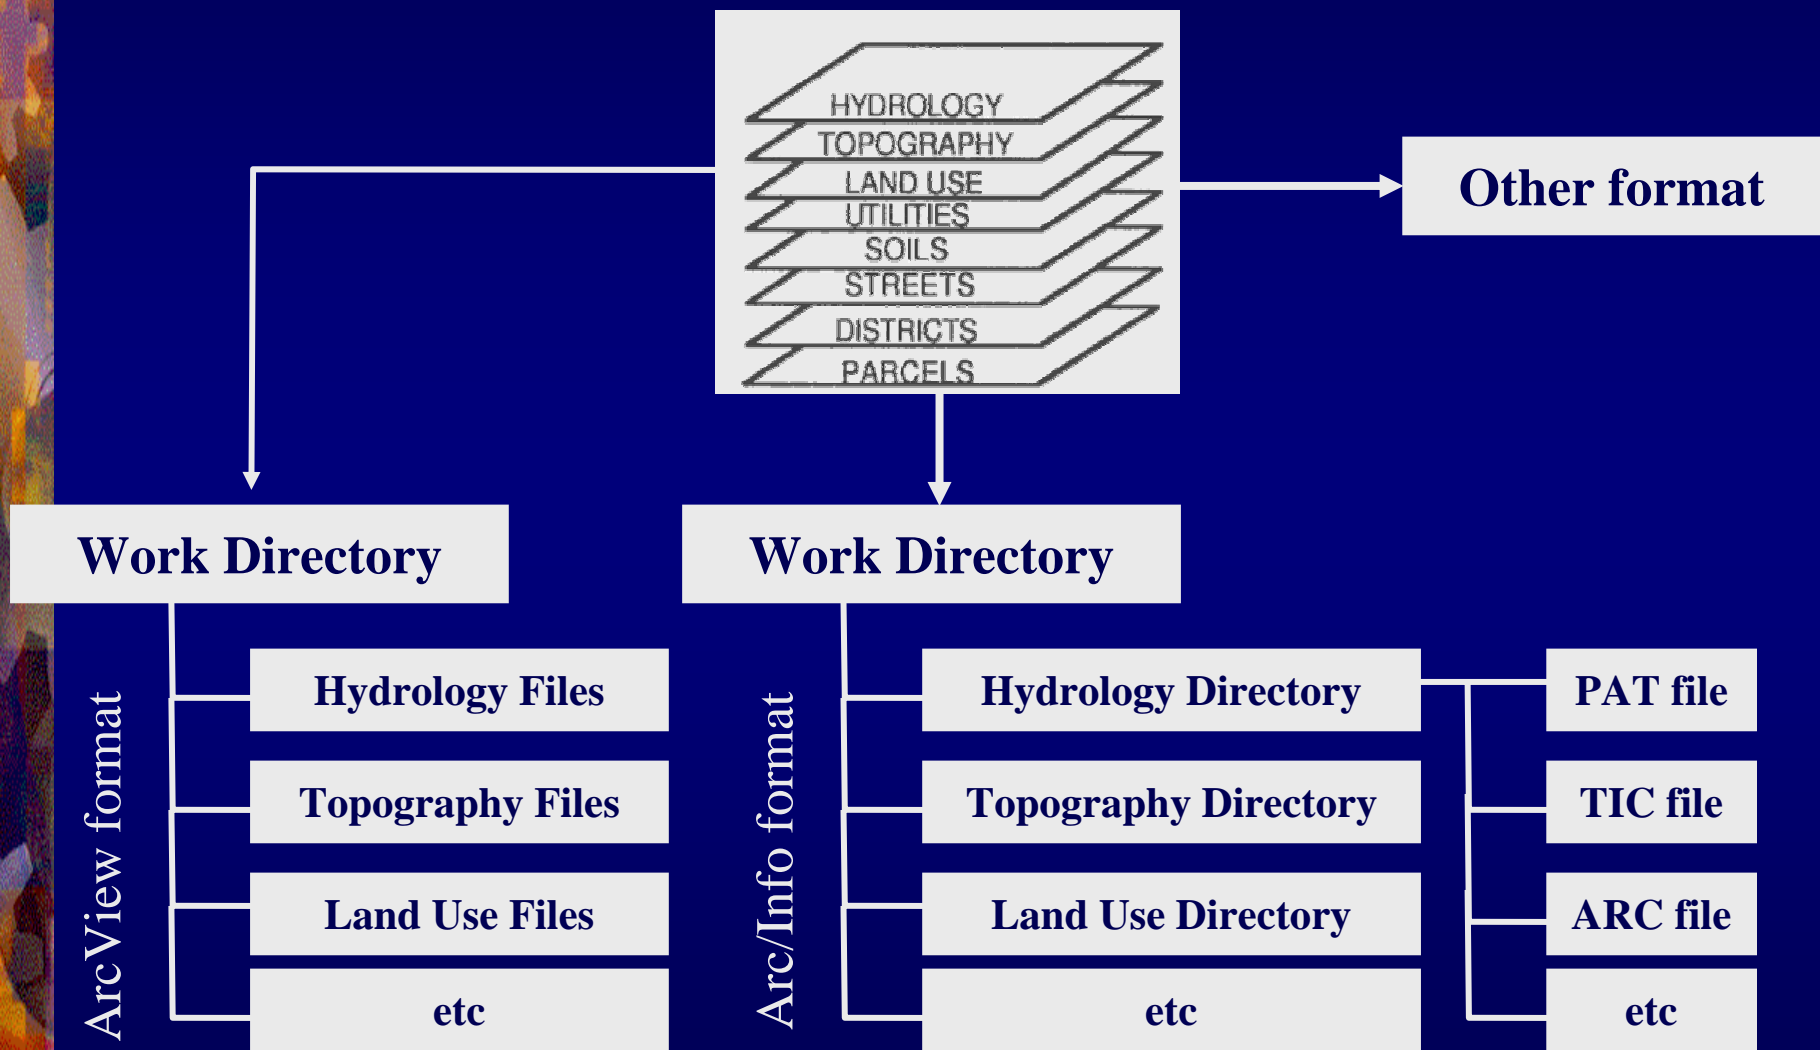 HYDROLOGY
TOPOGRAPHY
LAND USE
UTILITIES
SOILS
STREETS
DISTRICTS
PARCELS
Other format
Work Directory
Work Directory
ArcView format
Hydrology Files
Topography Files
Land Use Files
etc
Arc/Info format
Hydrology Directory
Topography Directory
Land Use Directory
etc
PAT file
TIC file
ARC file
etc